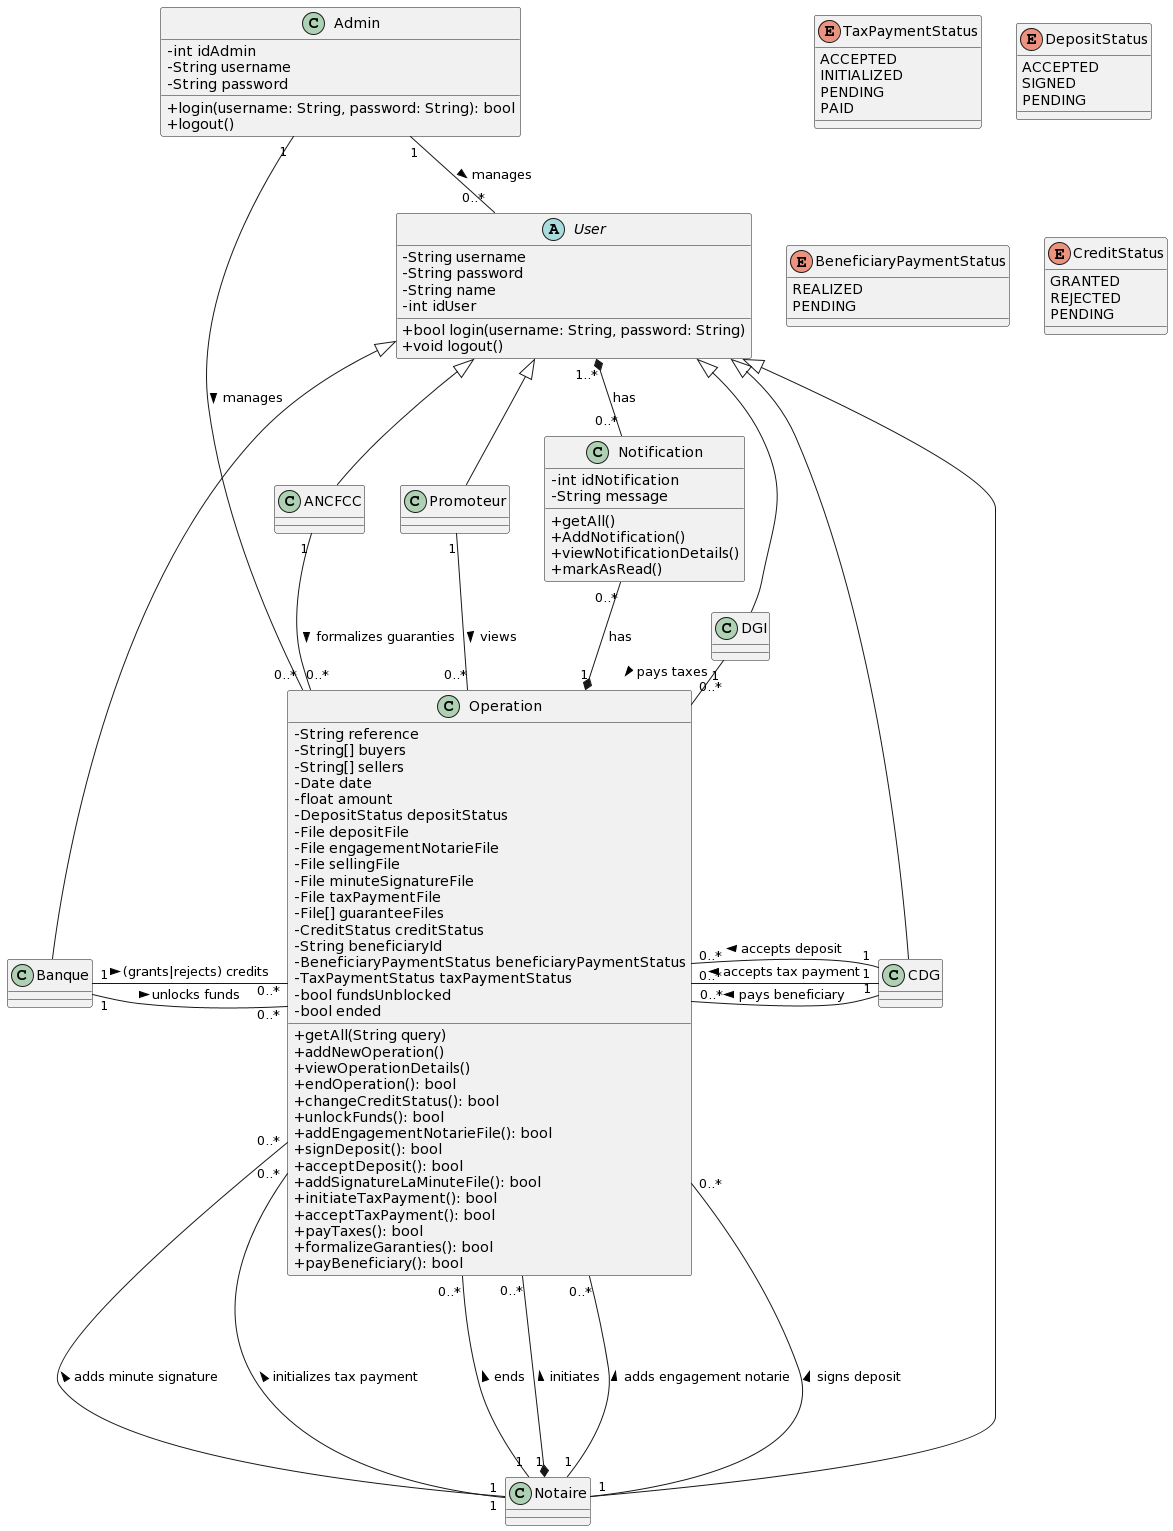 C Admin
-int idAdmin
-String username
-String password
+login(username: String, password: String): bool
+logout()
E TaxPaymentStatus
ACCEPTED
INITIALIZED
PENDING
PAID
E DepositStatus
ACCEPTED
SIGNED
PENDING
1
1
manages
0..*
A User
-String username
-String password
-String name
-int idUser
+bool login(username: String, password: String)
+void logout()
E BeneficiaryPaymentStatus
REALIZED
PENDING
E CreditStatus
GRANTED
REJECTED
PENDING
manages
1..*
has
0..*
C ANCFCC
C Promoteur
C Notification
-int idNotification
-String message
+getAll()
+AddNotification()
+viewNotificationDetails()
+markAsRead()
1
1
0..*
C DGI
formalizes guaranties
views
has
pays taxes
1
0..*
0..*
0..*
1
0..*
C Operation
-String reference
-String[] buyers
-String[] sellers
-Date date
-float amount
-DepositStatus depositStatus
-File depositFile
-File engagementNotarieFile
-File sellingFile
-File minuteSignatureFile
-File taxPaymentFile
-File[] guaranteeFiles
-CreditStatus creditStatus
-String beneficiaryId
-BeneficiaryPaymentStatus beneficiaryPaymentStatus
-TaxPaymentStatus taxPaymentStatus
-bool fundsUnblocked
-bool ended
+getAll(String query)
+addNewOperation()
+viewOperationDetails()
+endOperation(): bool
+changeCreditStatus(): bool
+unlockFunds(): bool
+addEngagementNotarieFile(): bool
+signDeposit(): bool
+acceptDeposit(): bool
+addSignatureLaMinuteFile(): bool
+initiateTaxPayment(): bool
+acceptTaxPayment(): bool
+payTaxes(): bool
+formalizeGaranties(): bool
+payBeneficiary(): bool
C Banque
1
(grants|rejects) credits
0..*
1
unlocks funds
0..*
0..*
accepts deposit
1
0..*
accepts tax payment
1
0..*
pays beneficiary
1
C CDG
0..*
0..*
0..*
0..*
0..*
0..*
adds minute signature
initializes tax payment
ends
initiates
adds engagement notarie
signs deposit
1
1
1
1
1
1
C Notaire